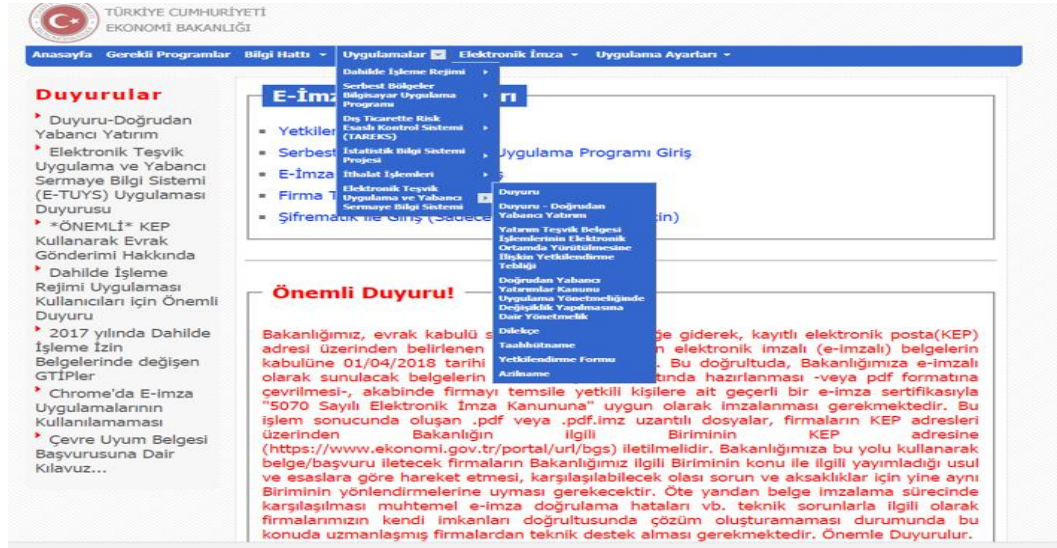 TÜRKİYE CUMHURİYETİ
EKONOMİ BAKANLIĞI
Anasayfa Gerekli Programlar Bilgi Hattı Uygulamalar Elektronik İmza Uygulama Ayarları
Duyurular
Duyuru-Doğrudan
Yabancı Yatırım
Elektronik Teşvik
Uygulama ve Yabancı
Sermaye Bilgi Sistemi
(E-TUYS) Uygulaması
Duyurusu
*ÖNEMLİ* KEP
Kullanarak Evrak
Gönderimi Hakkında
Dahilde İşleme
Rejimi Uygulaması
Kullanıcıları için Önemli
Duyuru
2017 yılında Dahilde
İşleme İzin
Belgelerinde değişen
GTİPler
Chrome'da E-imza
Uygulamalarının
Kullanılamaması
Çevre Uyum Belgesi
Başvurusuna Dair
Kılavuz...
Dahilde İşleme Rejimi
Serbest Bölgeler
Bilgisayar Uygulama
Programı
Dış Ticarette Risk
Esaslı Kontrol Sistemi
(TAREKS)
İstatistik Bilgi Sistemi
Projesi
İthalat İşlemleri
Elektronik Teşvik
Uygulama ve Yabancı
Sermaye Bilgi Sistemi
Duyuru
Duyuru - Doğrudan
Yabancı Yatırım
Yatırım Teşvik Belgesi
İşlemlerinin Elektronik
Ortamda Yürütülmesine
İlişkin Yetkilendirme
Tebliği
Doğrudan Yabancı
Yatırımlar Kanunu
Uygulama Yönetmeliğinde
Değişiklik Yapılmasına
Dair Yönetmelik
Dilekçe
Taahhütname
Yetkilendirme Formu
Azilname
E-İmz rı
Yetkiler
Serbest Uygulama Programı Giriş
E-İmza
Firma T
Şifrematik ile Giriş (Sadece için)
Önemli Duyuru!
Bakanlığımız, evrak kabulü s ğe giderek, kayıtlı elektronik posta(KEP)
adresi üzerinden belirlenen n elektronik imzalı (e-imzalı) belgelerin
kabulüne 01/04/2018 tarihi . Bu doğrultuda, Bakanlığımıza e-imzalı
olarak sunulacak belgelerin tında hazırlanması -veya pdf formatına
çevrilmesi-, akabinde firmayı temsile yetkili kişilere ait geçerli bir e-imza sertifikasıyla
"5070 Sayılı Elektronik İmza Kanununa" uygun olarak imzalanması gerekmektedir. Bu
işlem sonucunda oluşan .pdf veya .pdf.imz uzantılı dosyalar, firmaların KEP adresleri
üzerinden Bakanlığın ilgili Biriminin KEP adresine
(https://www.ekonomi.gov.tr/portal/url/bgs) iletilmelidir. Bakanlığımıza bu yolu kullanarak
belge/başvuru iletecek firmaların Bakanlığımız ilgili Biriminin konu ile ilgili yayımladığı usul
ve esaslara göre hareket etmesi, karşılaşılabilecek olası sorun ve aksaklıklar için yine aynı
Biriminin yönlendirmelerine uyması gerekecektir. Öte yandan belge imzalama sürecinde
karşılaşılması muhtemel e-imza doğrulama hataları vb. teknik sorunlarla ilgili olarak
firmalarımızın kendi imkanları doğrultusunda çözüm oluşturamaması durumunda bu
konuda uzmanlaşmış firmalardan teknik destek alması gerekmektedir. Önemle Duyurulur.